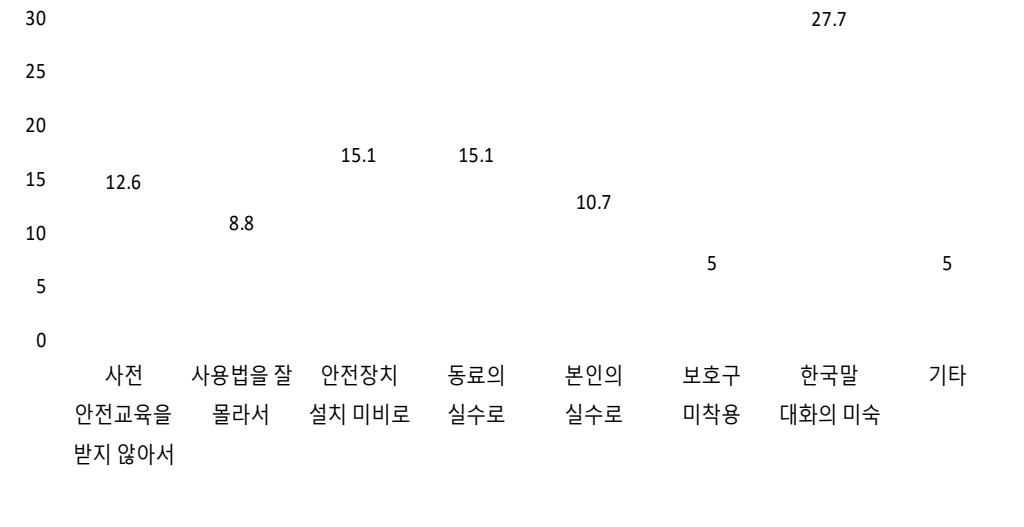 30
25
20
15
10
5
0
12.6
8.8
15.1
15.1
10.7
5
27.7
5
사전
안전교육을
받지 않아서
사용법을 잘
몰라서
안전장치
설치 미비로
동료의
실수로
본인의
실수로
보호구
미착용
한국말
대화의 미숙
기타